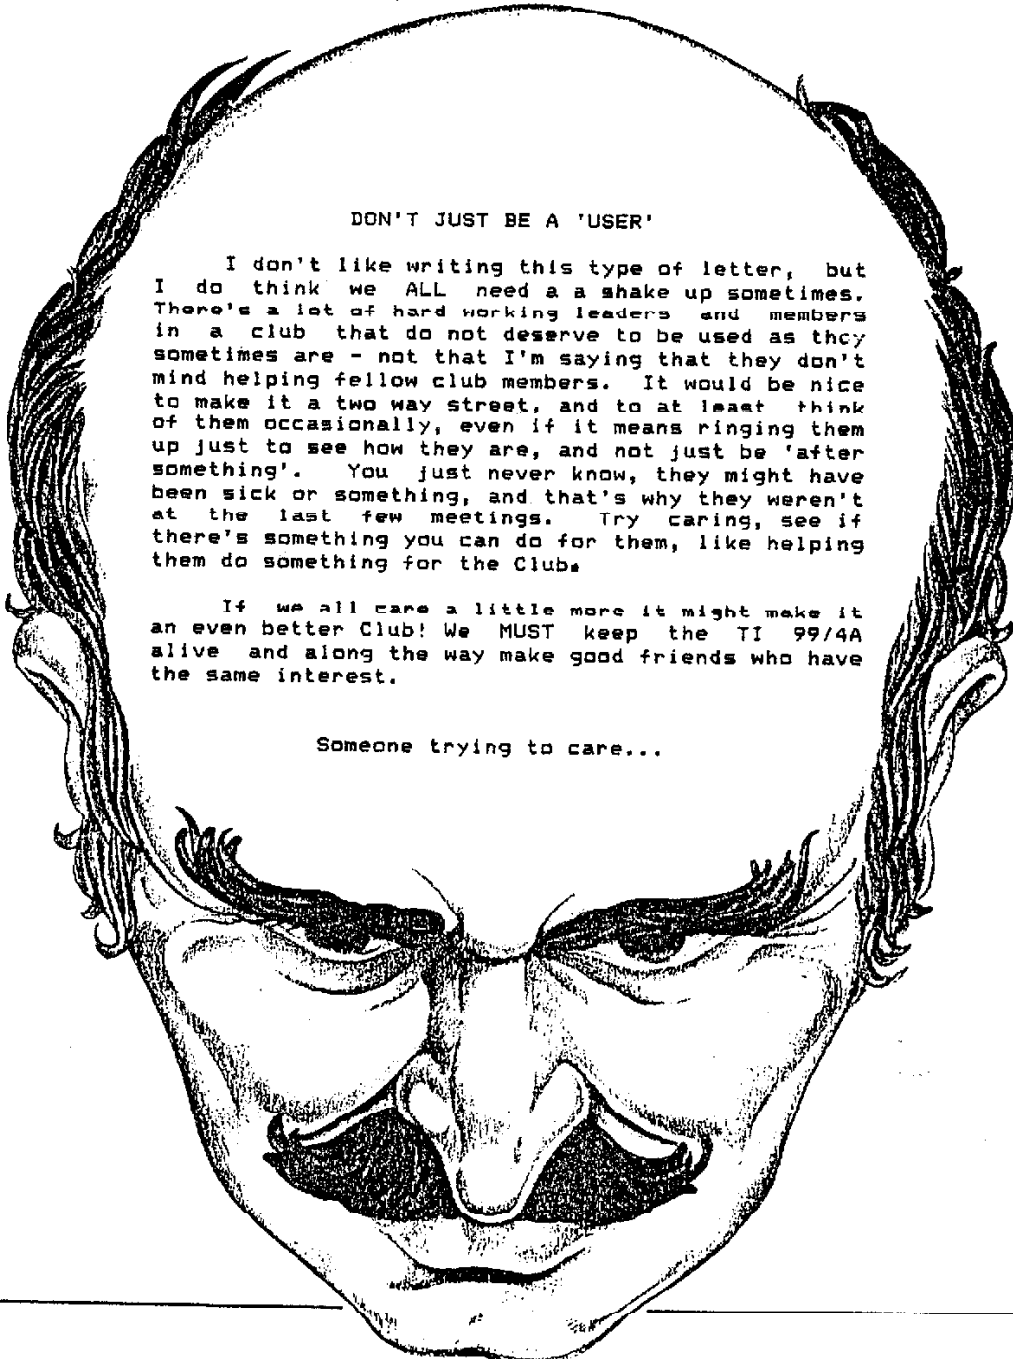 DON'T JUST BE A 'USER'
I don't like writing this type of letter, but
I do think we ALL need a a shake up sometimes.
There's a lot of hard working leaders and members
in a club that do not deserve to be used as they
sometimes are - not that I'm saying that they don't
mind helping fellow club members. It would be nice
to make it a two way street, and to at least think
of them occasionally, even if it means ringing them
up just to see how they are, and not just be 'after
something'. You just never know, they might have
been sick or something, and that's why they weren't
at the last few meetings. Try caring, see if
there's something you can do for them, like helping
them do something for the Club.
If we all care a little more it might make it
an even better Club! We MUST keep the TI 99/4A
alive and along the way make good friends who have
the same interest.
Someone trying to care...